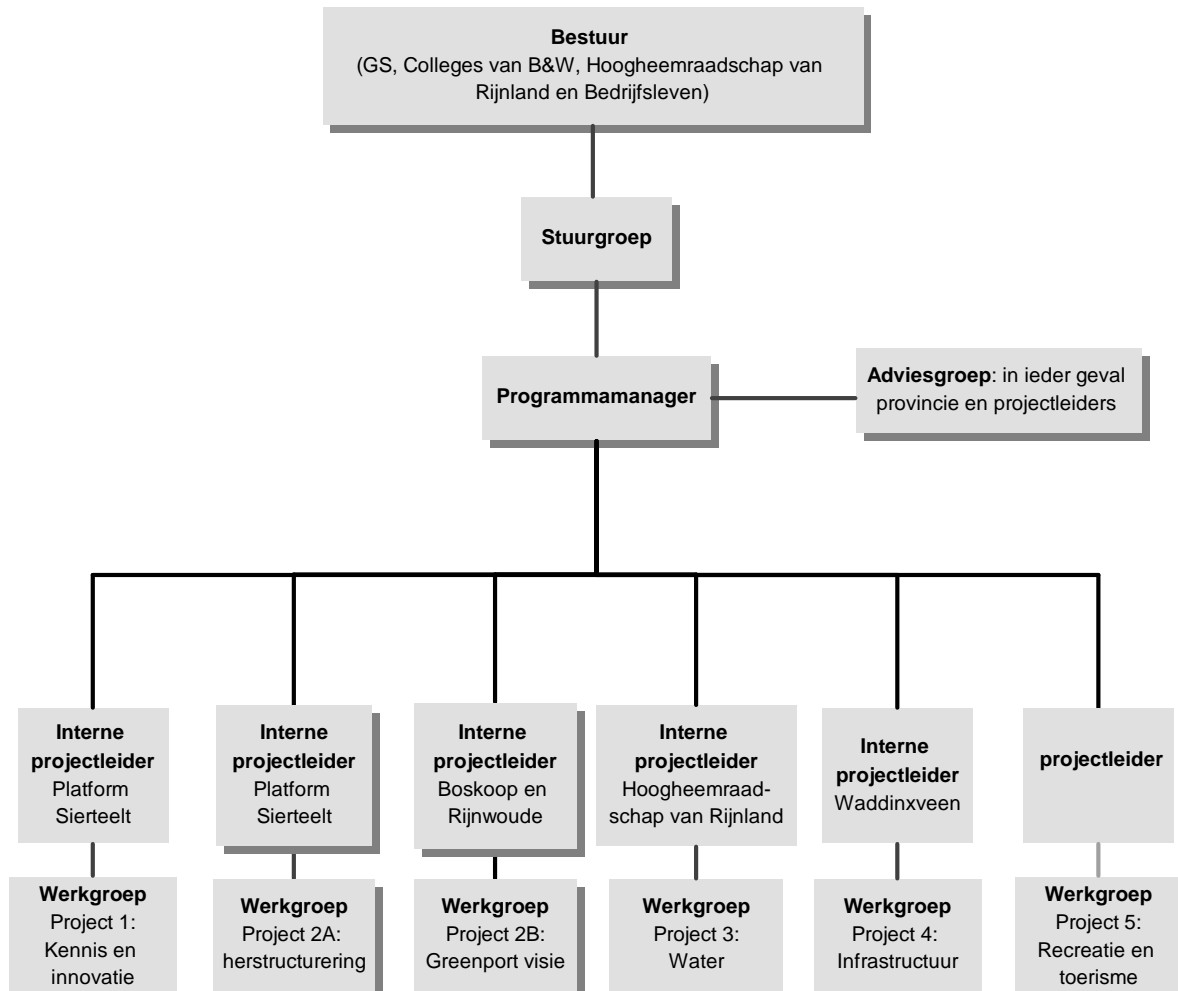 Bestuur
(GS, Colleges van B&W, Hoogheemraadschap van
Rijnland en Bedrijfsleven)
Stuurgroep
Programmamanager
Adviesgroep: in ieder geval
provincie en projectleiders
Interne
projectleider
Platform
Sierteelt
Interne
projectleider
Platform
Sierteelt
Interne
projectleider
Boskoop en
Rijnwoude
Interne
projectleider
Hoogheemraad-
schap van Rijnland
Interne
projectleider
Waddinxveen
projectleider
Werkgroep
Project 1:
Kennis en
innovatie
Werkgroep
Project 2A:
herstructurering
Werkgroep
Project 2B:
Greenport visie
Werkgroep
Project 3:
Water
Werkgroep
Project 4:
Infrastructuur
Werkgroep
Project 5:
Recreatie en
toerisme